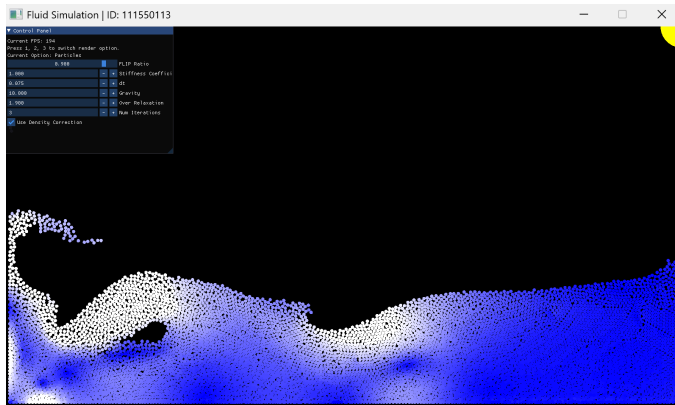 Fluid Simulation | ID: 111550113
Control Panel
Current FPS: 194
Press 1, 2, 3 to switch render option.
Current Option: Particles
0.900 FLIP Ratio
1.000 - + Stiffness Coeffici
0.075 - + dt
10.000 - + Gravity
1.900 - + Over Relaxation
3 - + Num Iterations
Use Density Correction